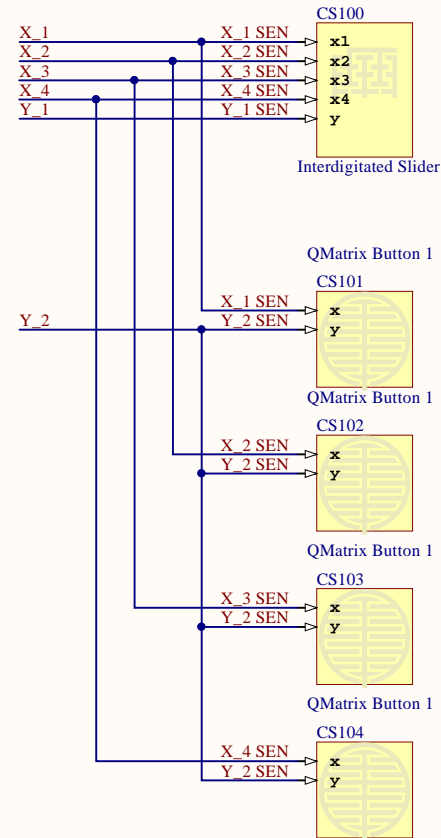 CS100
X_1 X_1 SEN x1
X_2 X_2 SEN x2
X_3 X_3 SEN x3
X_4 X_4 SEN x4
Y_1 Y_1 SEN y
Interdigitated Slider
QMatrix Button 1
CS101
X_1 SEN x
Y_2 Y_2 SEN y
QMatrix Button 1
CS102
X_2 SEN x
Y_2 SEN y
QMatrix Button 1
CS103
X_3 SEN x
Y_2 SEN y
QMatrix Button 1
CS104
X_4 SEN x
Y_2 SEN y